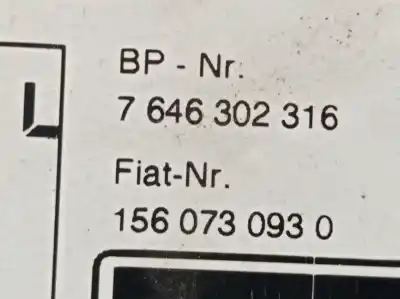 BP - Nr.
7 646 302 316
Fiat-Nr.
156 073 093 0